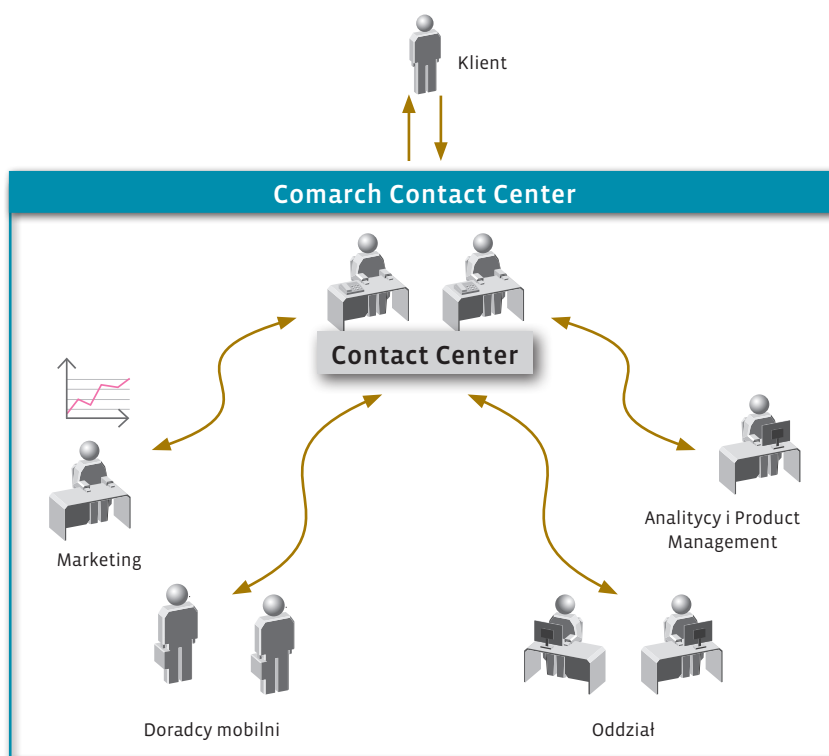 Klient
Comarch Contact Center
Contact Center
Marketing
Analitycy i Product
Management
Doradcy mobilni
Oddział